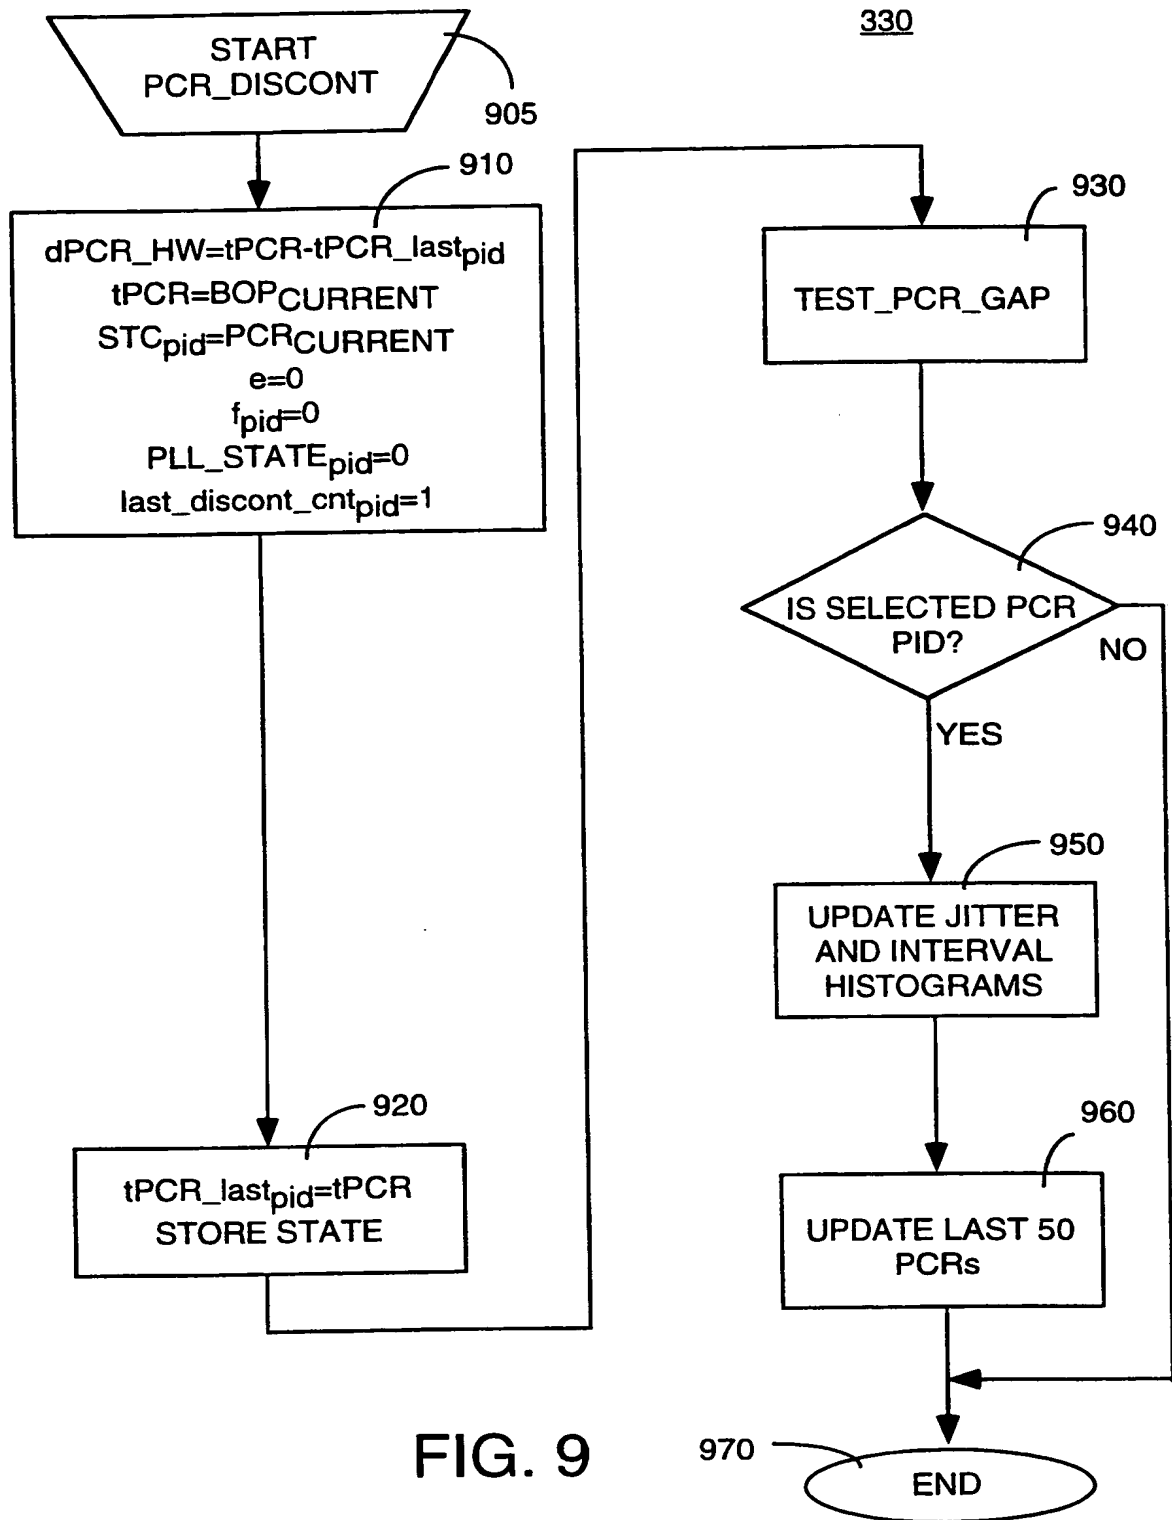 330
START
PCR_DISCONT
905
910
dPCR_HW=tPCR-tPCR_lastpid
tPCR=BOPCURRENT
STCpid=PCRCURRENT
e=0
fpid=0
PLL_STATEpid=0
last_discont_cntpid=1
920
tPCR_lastpid=tPCR
STORE STATE
930
TEST_PCR_GAP
940
IS SELECTED PCR
PID?
NO
YES
950
UPDATE JITTER
AND INTERVAL
HISTOGRAMS
960
UPDATE LAST 50
PCRs
970
END
FIG. 9